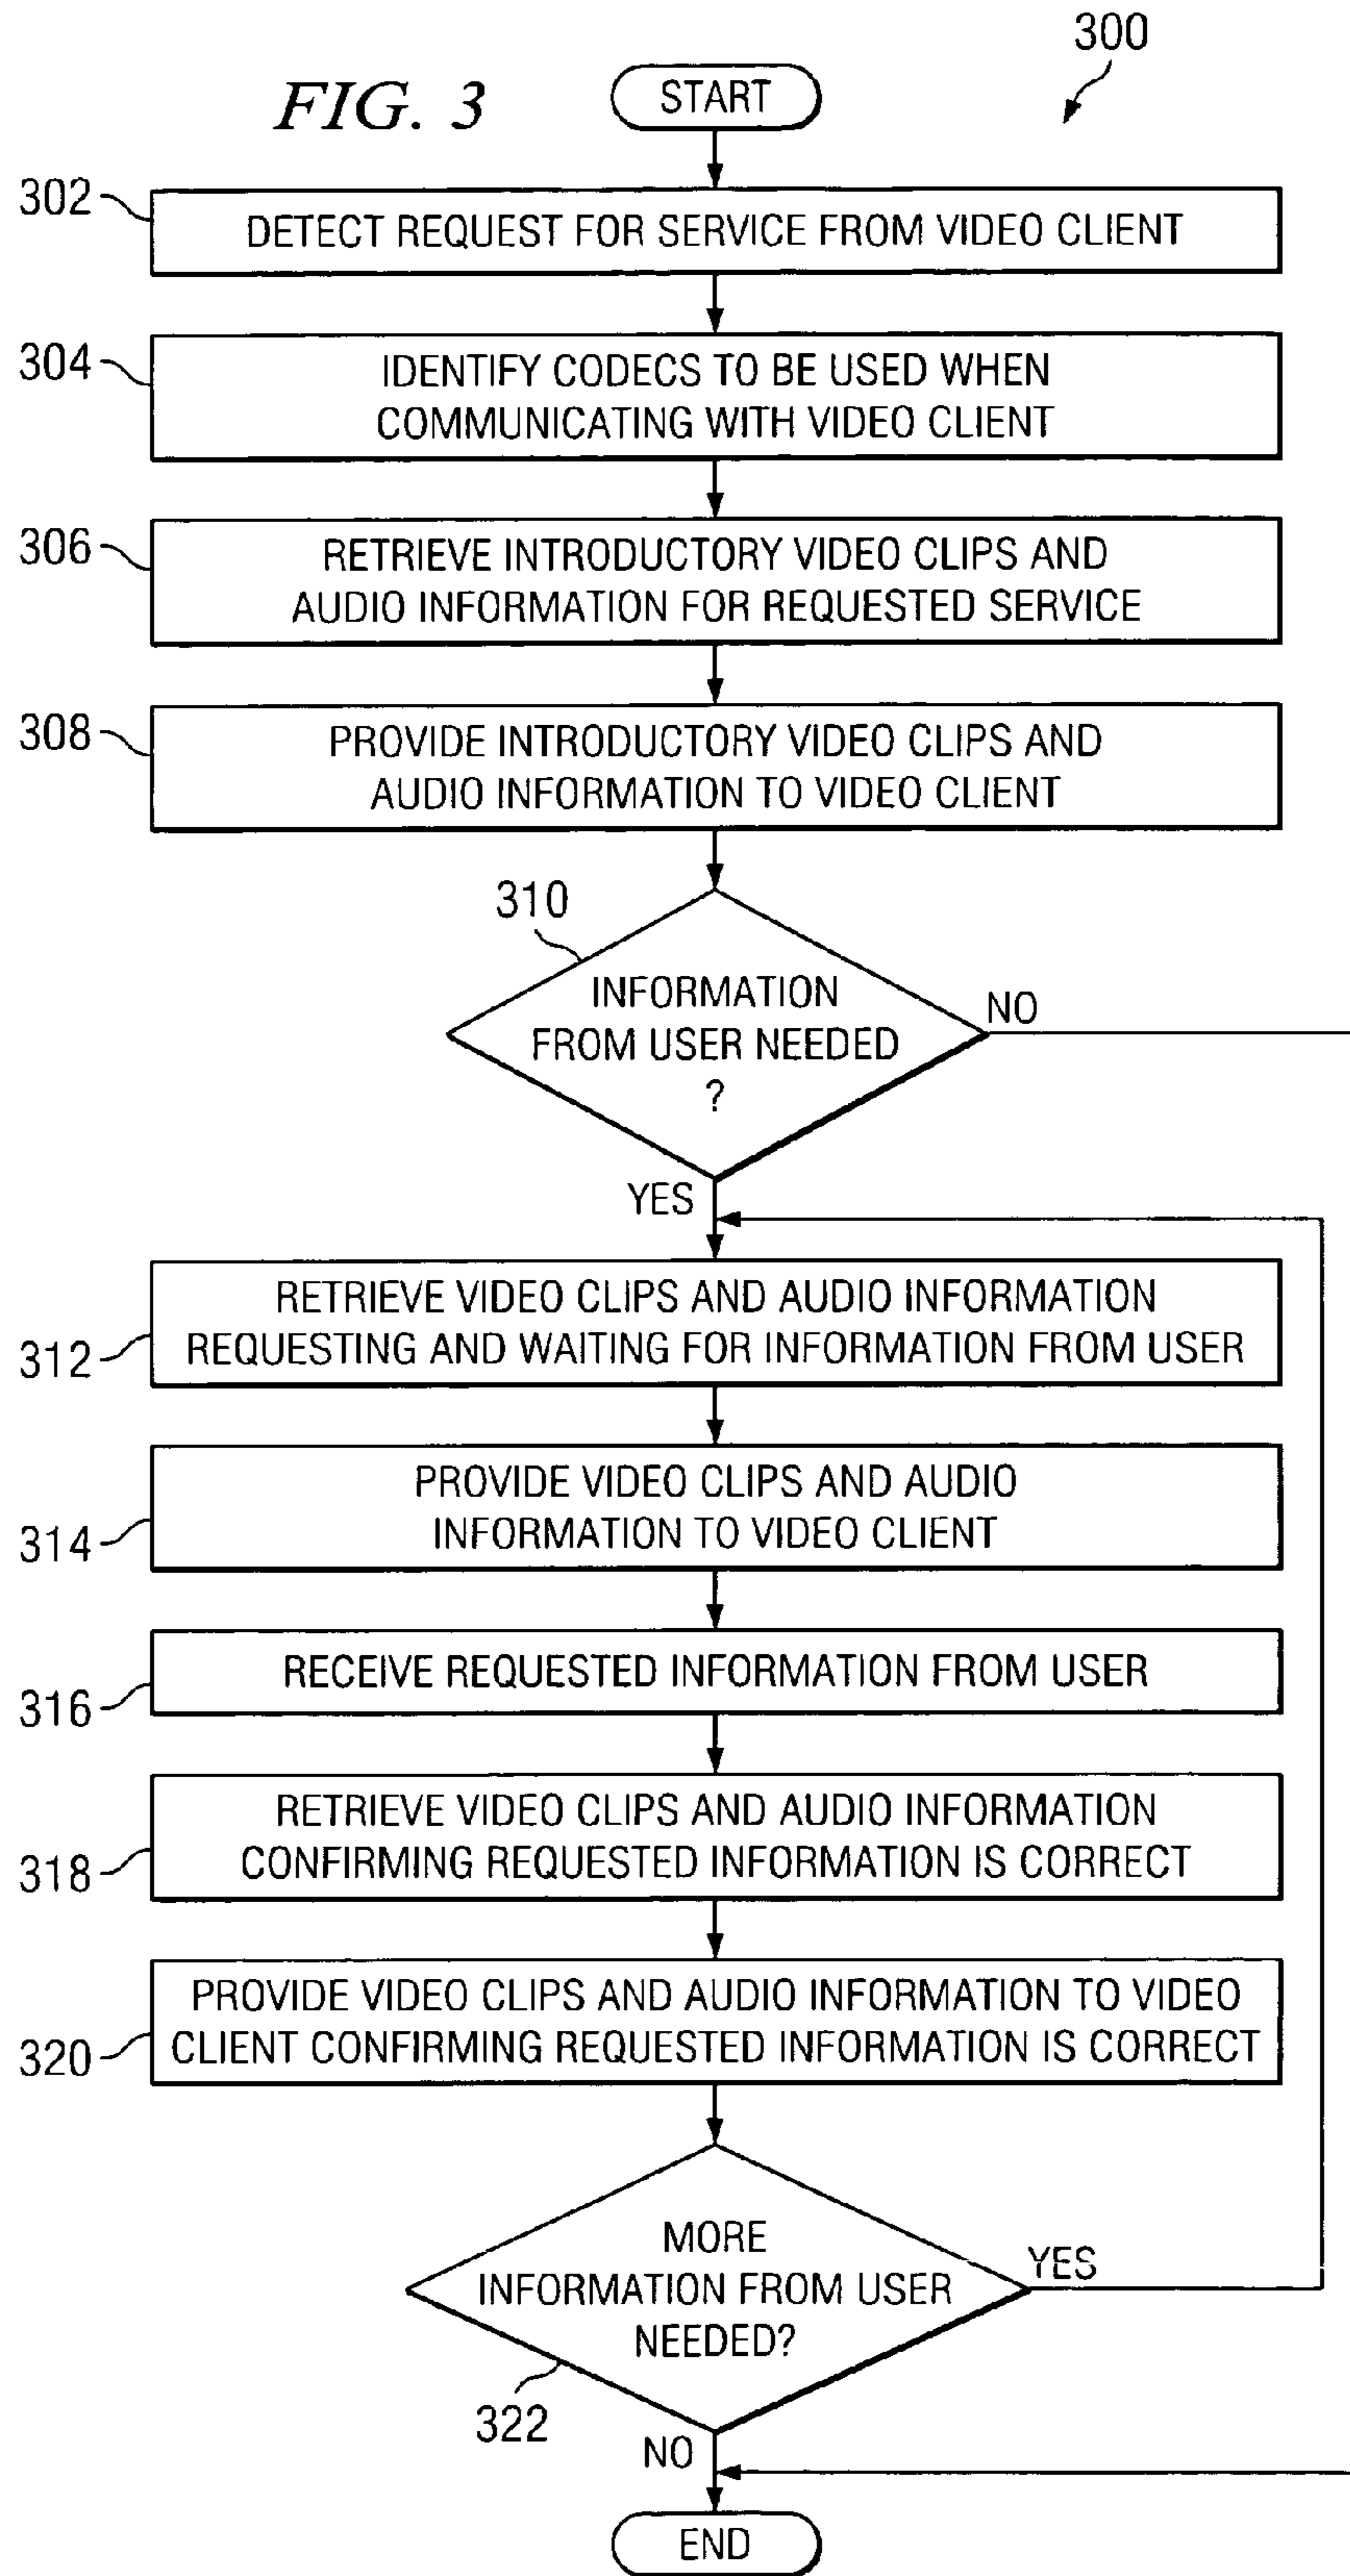 300
FIG. 3
START
302
DETECT REQUEST FOR SERVICE FROM VIDEO CLIENT
304
IDENTIFY CODECS TO BE USED WHEN
COMMUNICATING WITH VIDEO CLIENT
306
RETRIEVE INTRODUCTORY VIDEO CLIPS AND
AUDIO INFORMATION FOR REQUESTED SERVICE
308
PROVIDE INTRODUCTORY VIDEO CLIPS AND
AUDIO INFORMATION TO VIDEO CLIENT
310
INFORMATION
FROM USER NEEDED
?
NO
YES
312
RETRIEVE VIDEO CLIPS AND AUDIO INFORMATION
REQUESTING AND WAITING FOR INFORMATION FROM USER
314
PROVIDE VIDEO CLIPS AND AUDIO
INFORMATION TO VIDEO CLIENT
316
RECEIVE REQUESTED INFORMATION FROM USER
318
RETRIEVE VIDEO CLIPS AND AUDIO INFORMATION
CONFIRMING REQUESTED INFORMATION IS CORRECT
320
PROVIDE VIDEO CLIPS AND AUDIO INFORMATION TO VIDEO
CLIENT CONFIRMING REQUESTED INFORMATION IS CORRECT
MORE
INFORMATION FROM USER
NEEDED?
YES
322
NO
END